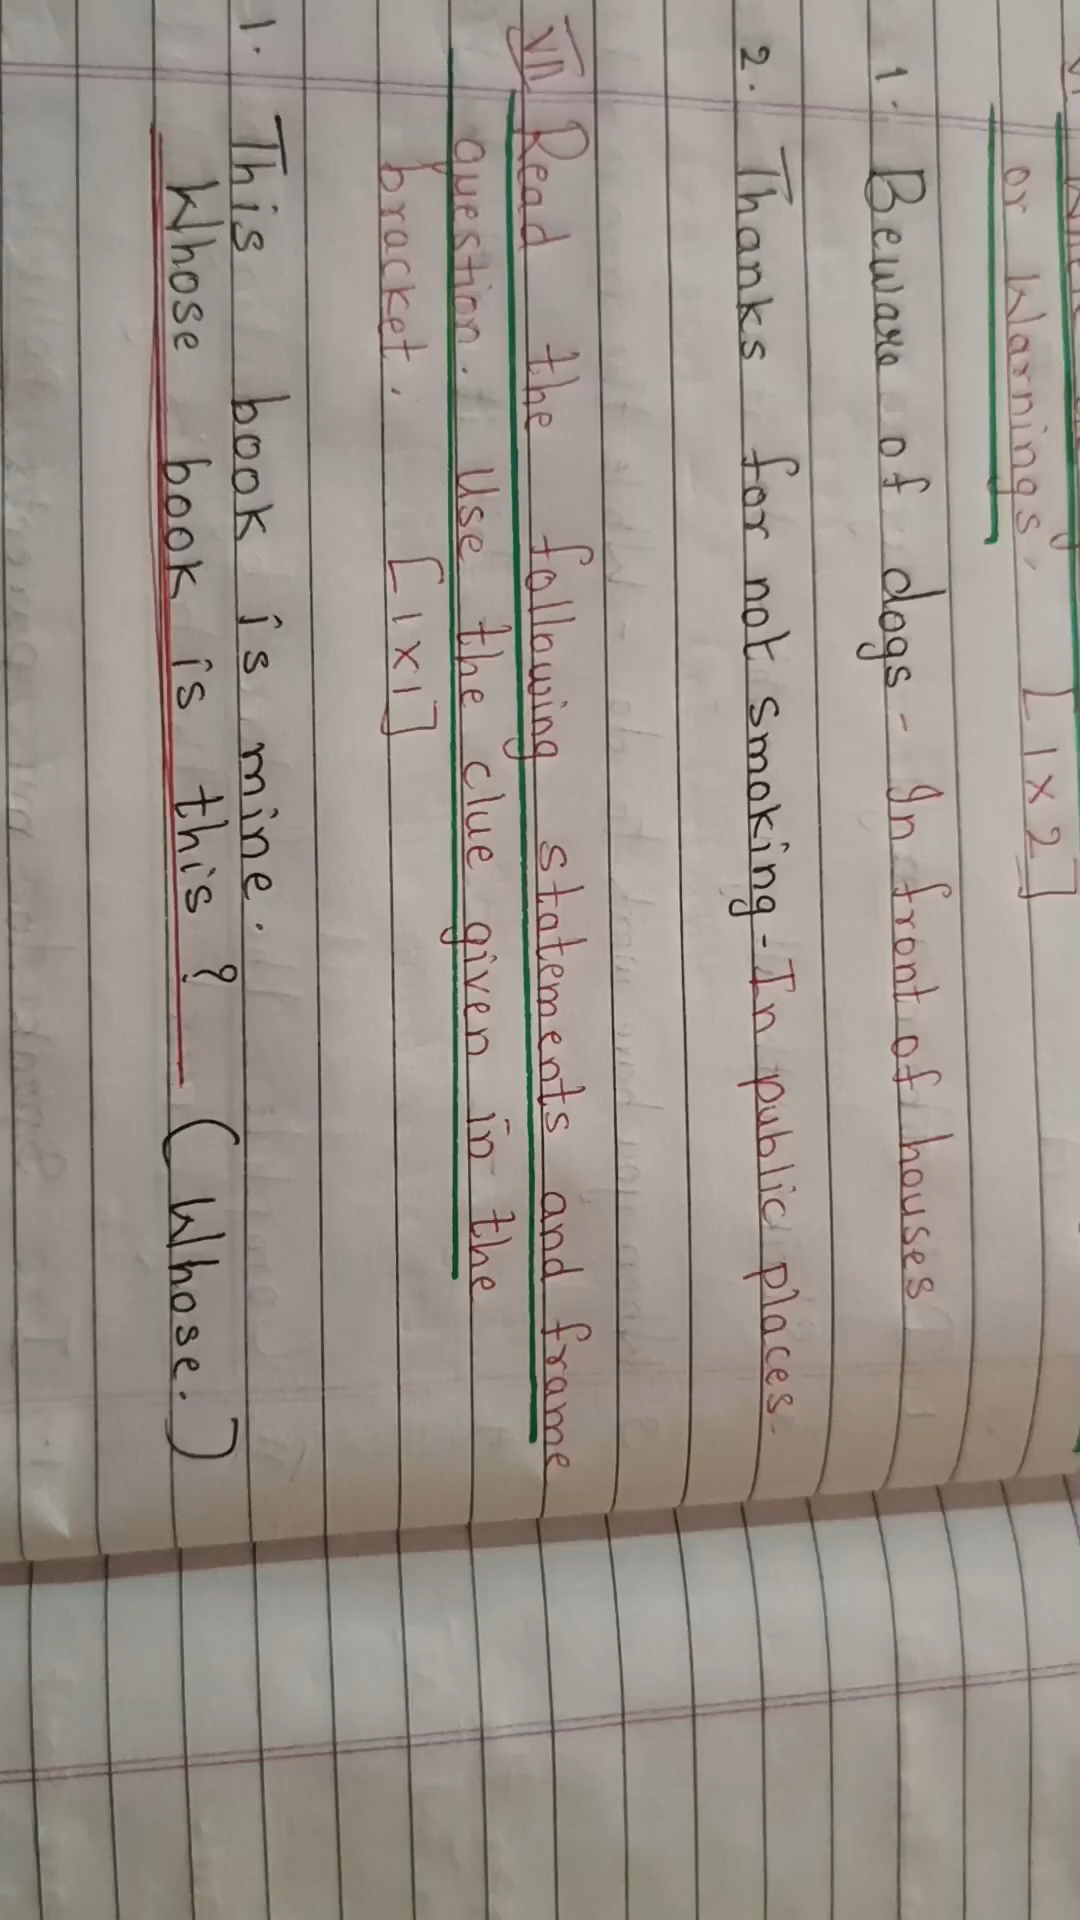 or Warnings. [1x2]
1. Beware of dogs - In front of houses
2. Thanks for not smoking - In public places.
VII Read the following statements and frame
question. Use the clue given in the
bracket. [1x1]
1. This book is mine.
Whose book is this? (Whose.)